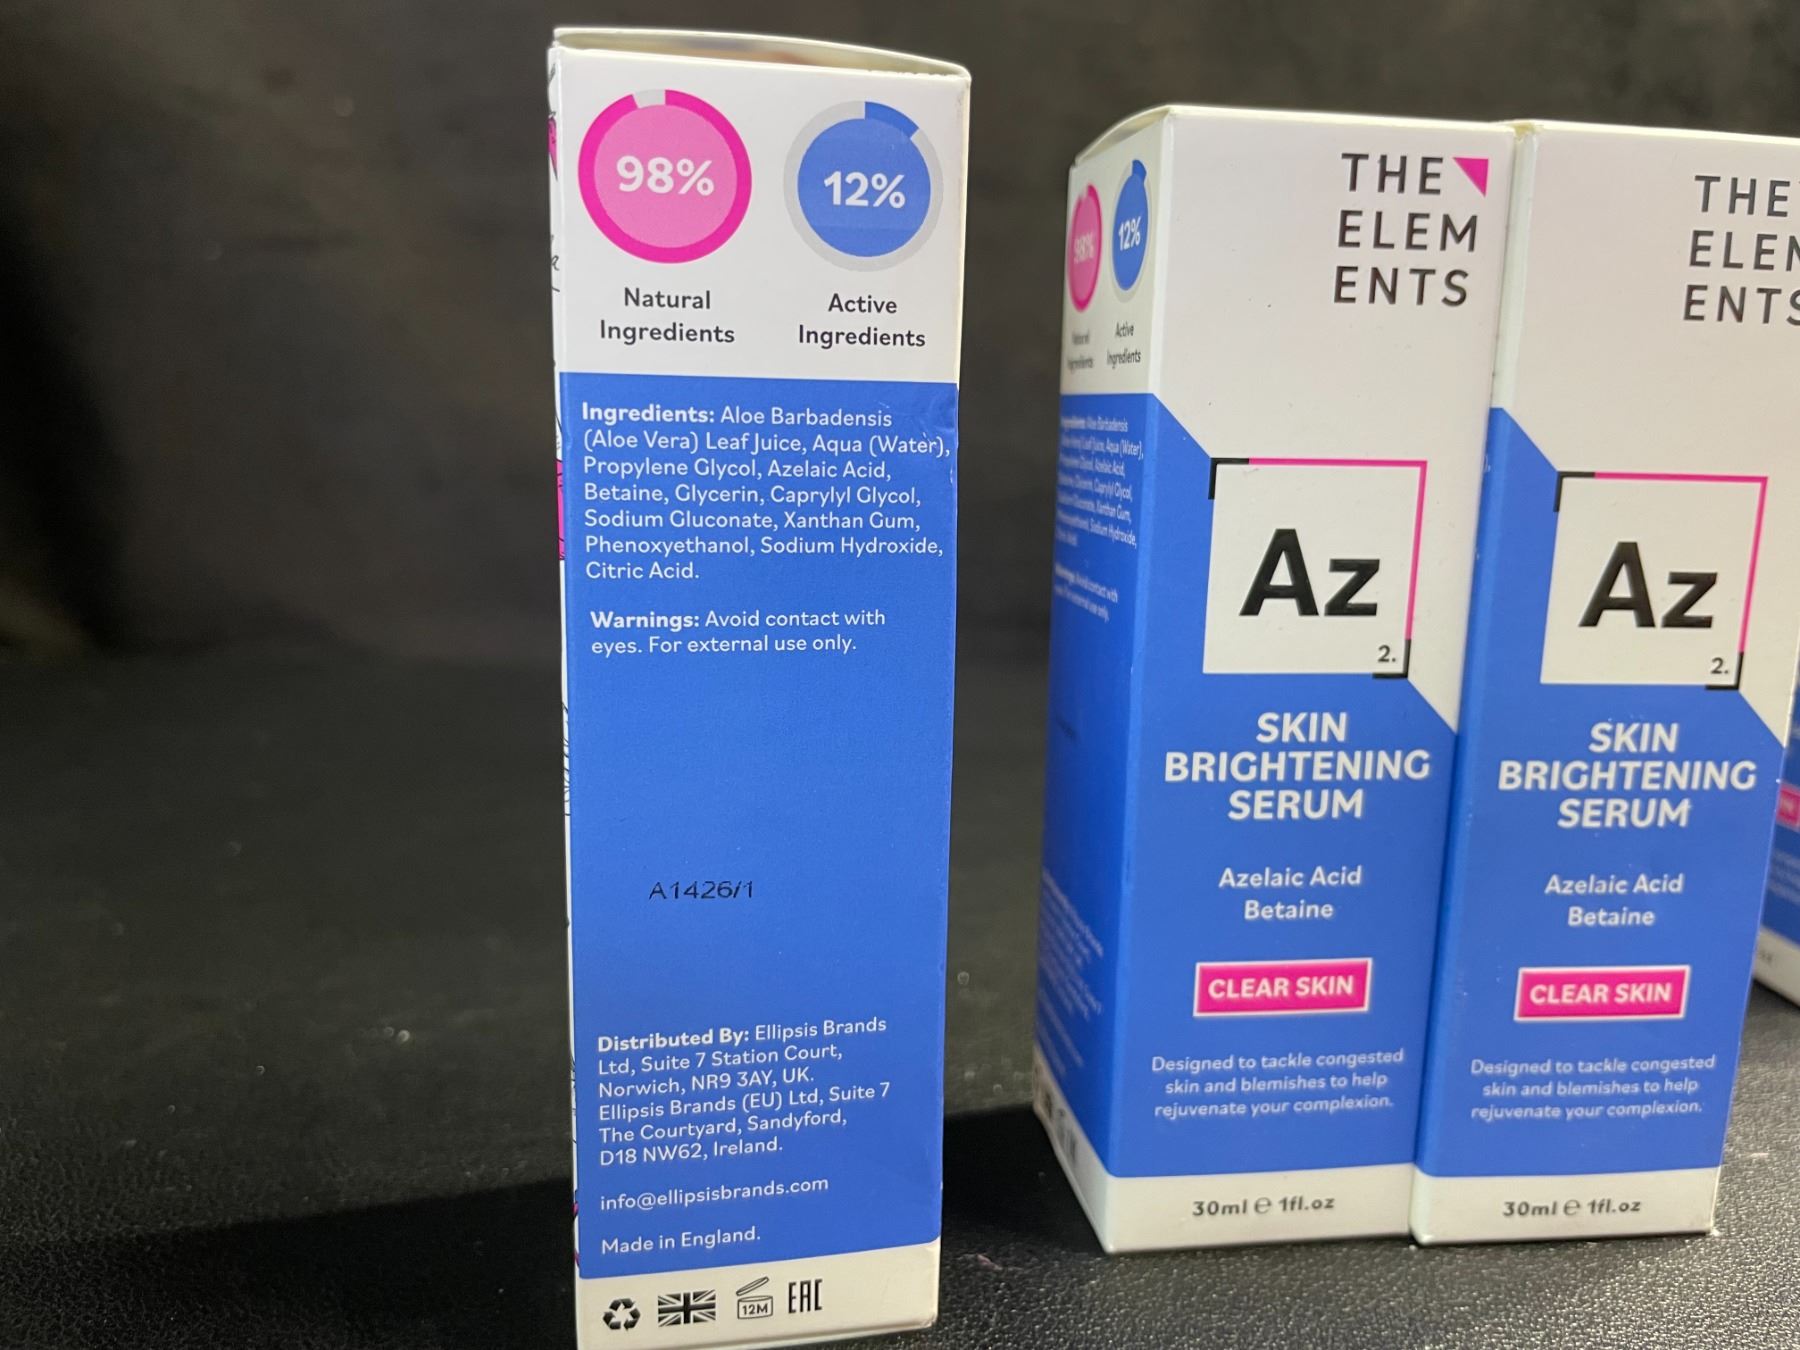 98%
12%
Natural
Ingredients
Active
Ingredients
Ingredients: Aloe Barbadensis
(Aloe Vera) Leaf Juice, Aqua (Water),
Propylene Glycol, Azelaic Acid,
Betaine, Glycerin, Caprylyl Glycol,
Sodium Gluconate, Xanthan Gum,
Phenoxyethanol, Sodium Hydroxide,
Citric Acid.
Warnings: Avoid contact with
eyes. For external use only.
A1426/1
Distributed By: Ellipsis Brands
Ltd, Suite 7 Station Court,
Norwich, NR9 3AY, UK.
Ellipsis Brands (EU) Ltd, Suite 7
The Courtyard, Sandyford,
D18 NW62, Ireland.
info@ellipsisbrands.com
Made in England.
12M
EAC
98%
12%
Active
Ingredients
THE
ELEM
ENTS
Az
2.
SKIN
BRIGHTENING
SERUM
Azelaic Acid
Betaine
CLEAR SKIN
Designed to tackle congested
skin and blemishes to help
rejuvenate your complexion.
30ml e 1fl.oz
THE
ELEM
ENTS
Az
2.
SKIN
BRIGHTENING
SERUM
Azelaic Acid
Betaine
CLEAR SKIN
Designed to tackle congested
skin and blemishes to help
rejuvenate your complexion.
30ml e 1fl.oz